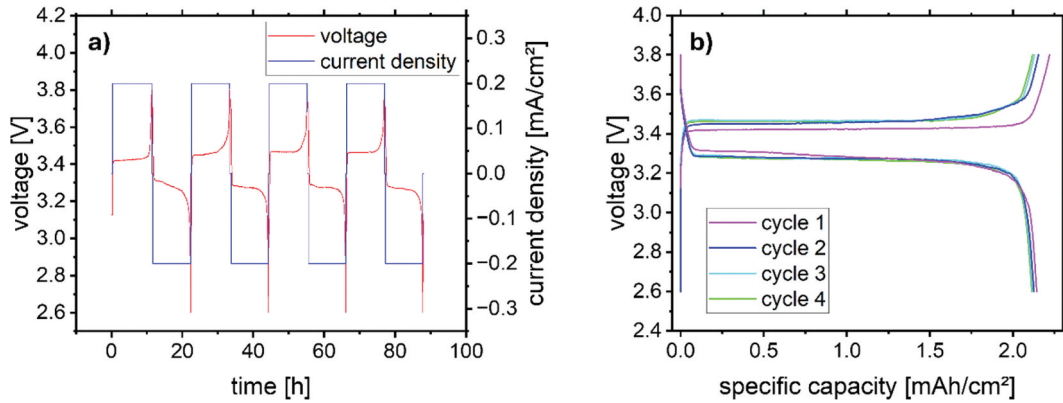 a)
voltage
current density
4.2
4.0
3.8
3.6
3.4
3.2
3.0
2.8
2.6
voltage [V]
0.3
0.2
0.1
0.0
−0.1
−0.2
−0.3
current density [mA/cm²]
0
20
40
60
80
100
time [h]
b)
4.0
3.8
3.6
3.4
3.2
3.0
2.8
2.6
2.4
voltage [V]
cycle 1
cycle 2
cycle 3
cycle 4
0.0
0.5
1.0
1.5
2.0
specific capacity [mAh/cm²]